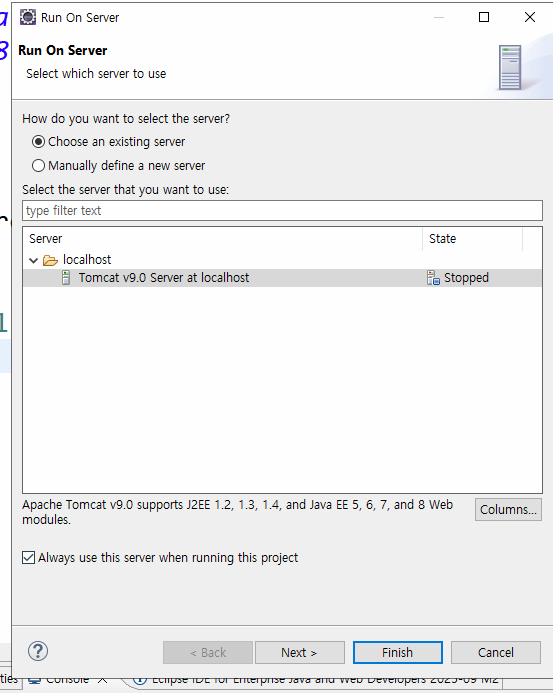 Run On Server
Run On Server
Select which server to use
How do you want to select the server?
Choose an existing server
Manually define a new server
Select the server that you want to use:
type filter text
Server State
localhost
Tomcat v9.0 Server at localhost Stopped
Apache Tomcat v9.0 supports J2EE 1.2, 1.3, 1.4, and Java EE 5, 6, 7, and 8 Web
modules.
Columns...
Always use this server when running this project
< Back Next > Finish Cancel
Console Eclipse IDE for Enterprise Java and Web Developers 2025-09 M2